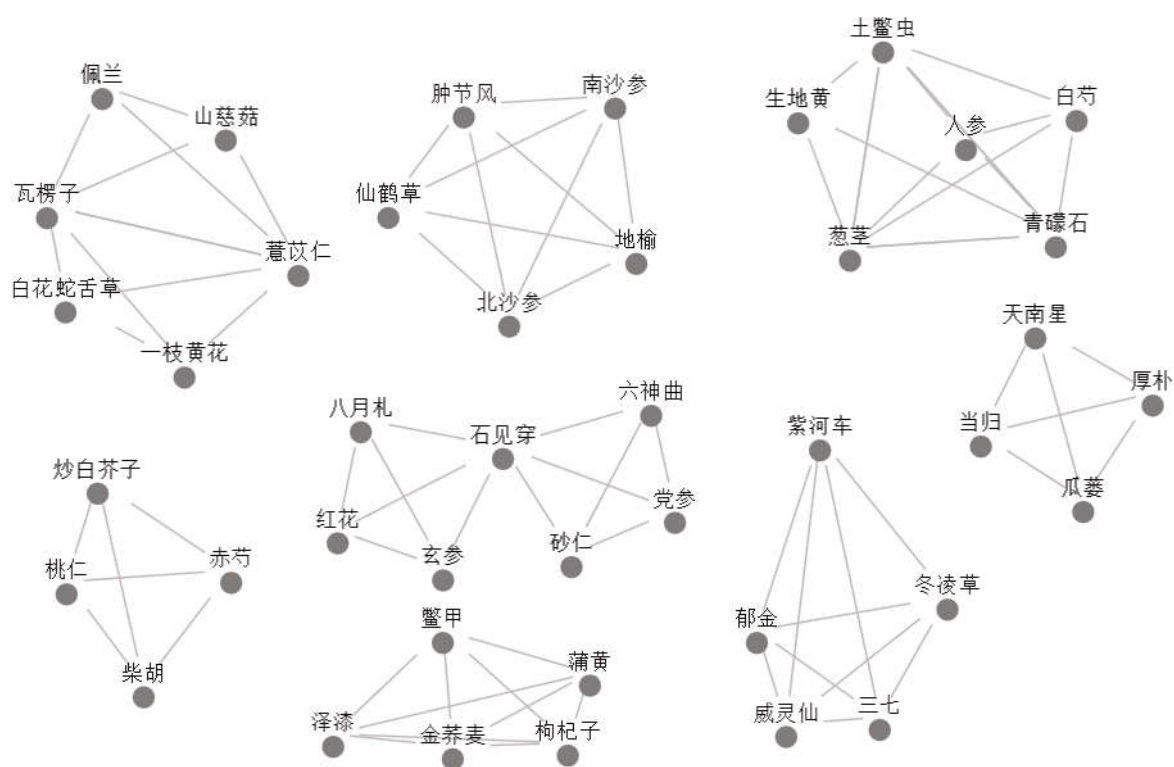 佩兰
山慈菇
瓦楞子
薏苡仁
白花蛇舌草
一枝黄花
肿节风
南沙参
仙鹤草
地榆
北沙参
土鳖虫
生地黄
白芍
人参
葱茎
青礞石
天南星
厚朴
当归
瓜蒌
八月札
六神曲
石见穿
红花
党参
玄参
砂仁
炒白芥子
桃仁
赤芍
柴胡
鳖甲
蒲黄
泽漆
金荞麦
枸杞子
紫河车
冬凌草
郁金
威灵仙
三七